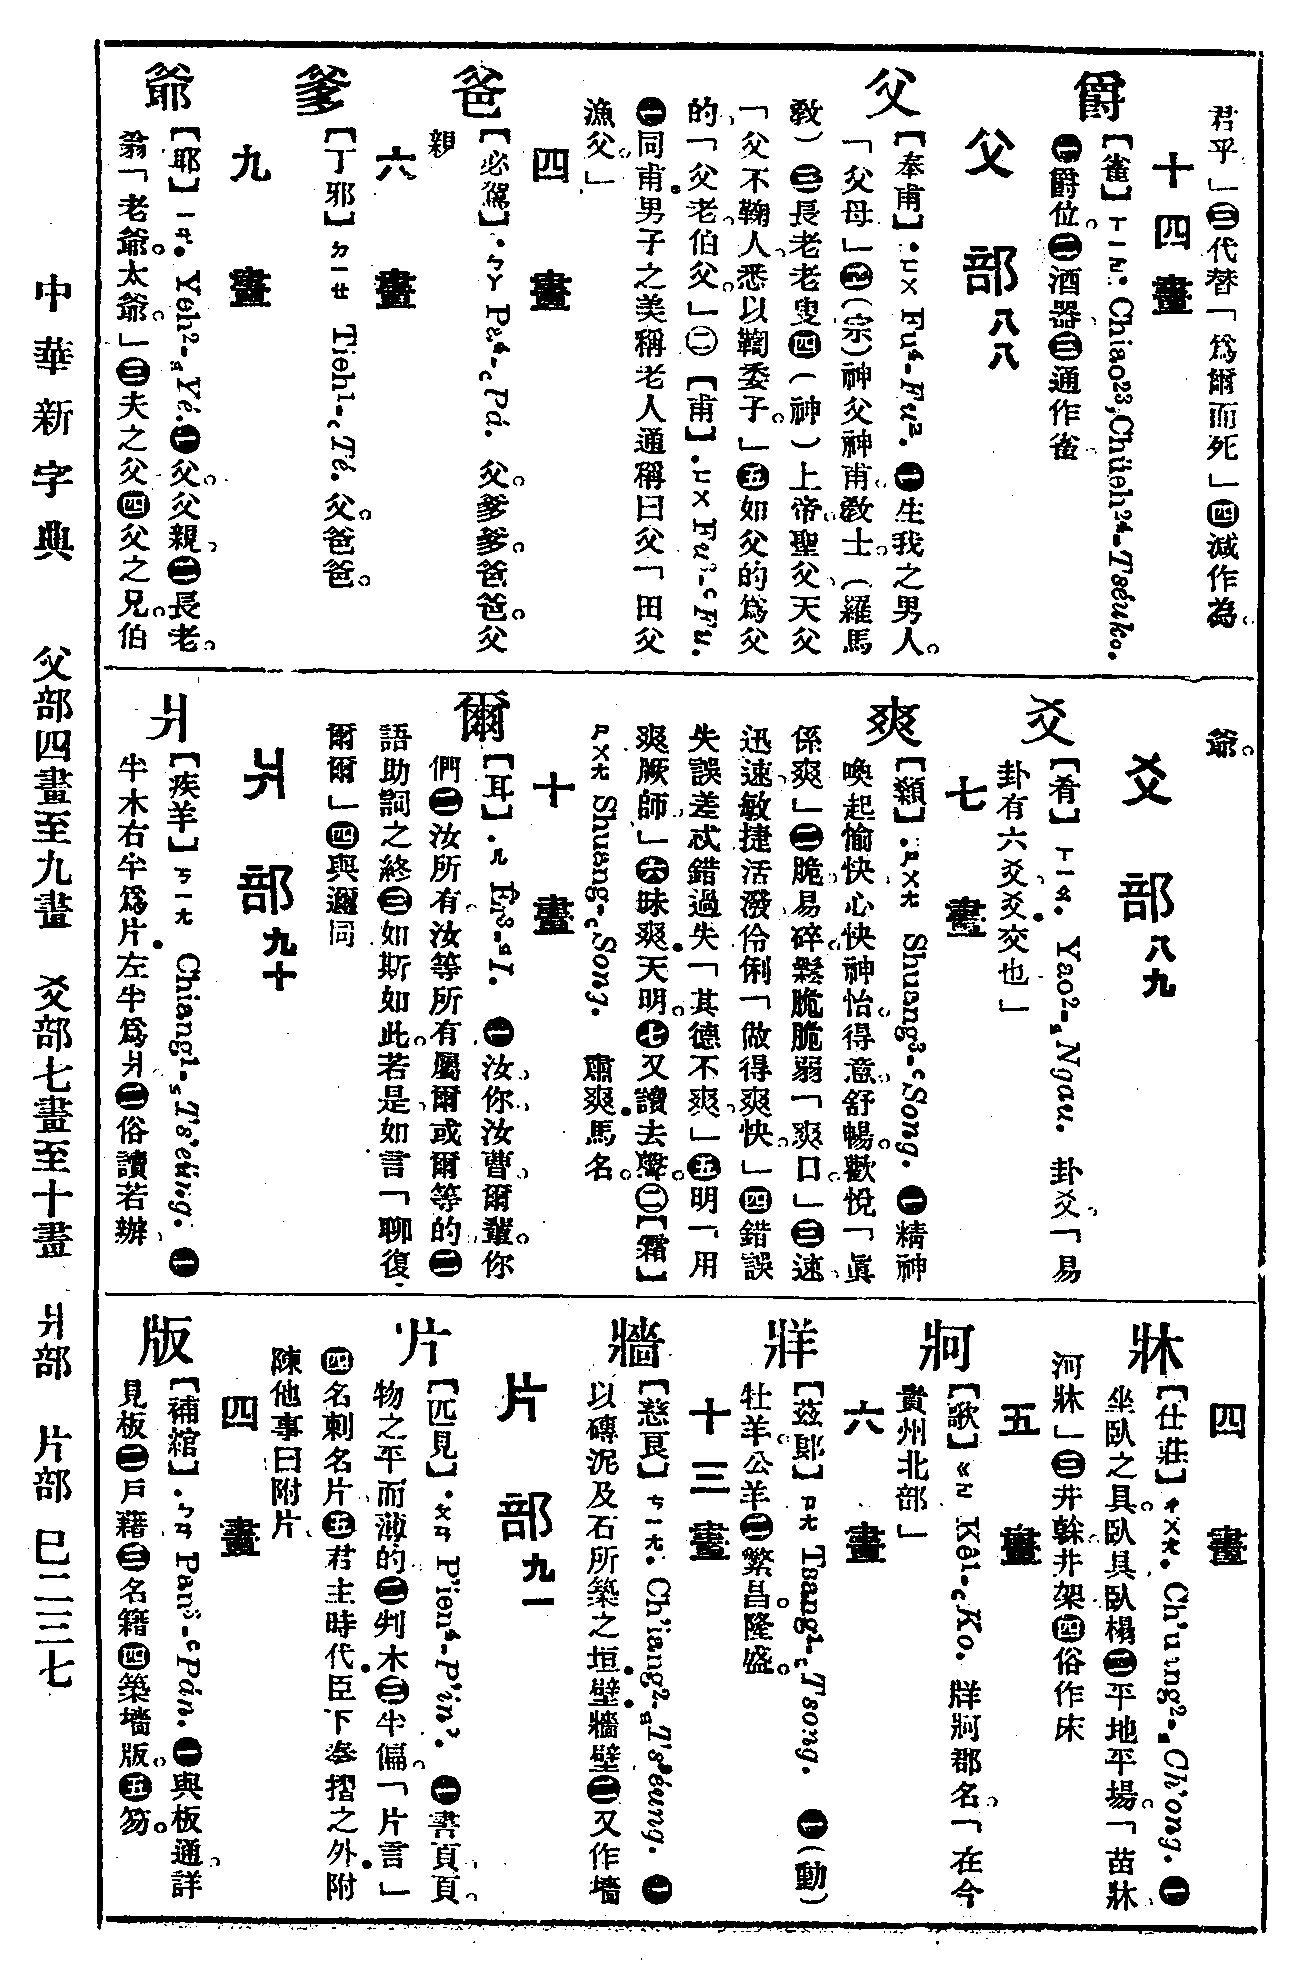 君乎」㊂代替「爲爾而死」㊃減作為
十四畫
爵
【雀】ㄒㄧㄠ. Chiao²³, Chüeh²⁴-Tséuko.
㊀爵位㊁酒器㊂通作雀
父部 八八
父
【奉甫】.ㄈㄨ Fu⁴-Fu². ㊀生我之男人
「父母」㊁(宗)神父神甫教士(羅馬
教)㊂長老老叟㊃(神)上帝聖父天父
「父不鞠人悉以鞫委子」㊄如父的爲父
的「父老伯父」㊁【甫】.ㄈㄨ Fu³-ᶜFu.
㊀同甫男子之美稱老人通稱曰父「田父
漁父」
四畫
爸
【必駕】.ㄅㄚ Pa⁴-ᶜPá. 父爹爹爸爸父
親
六畫
爹
【丁邪】ㄉㄧㄝ Tieh¹-ᶜTé. 父爸爸
九畫
爺
【耶】ㄧㄝ. Yeh²-Yé. ㊀父父親㊁長老
翁「老爺太爺」㊂夫之父㊃父之兄伯
爺
爻部 八九
爻
【肴】ㄒㄧㄠ. Yao²-Ngau. 卦爻「易
卦有六爻爻交也」
七畫
爽
【顙】.ㄕㄨㄤ Shuang³-ᶜSong. ㊀精神
喚起愉快心快神怡得意舒暢歡悅「眞
係爽」㊁脆易碎鬆脆脆弱「爽口」㊂速
迅速敏捷活潑伶俐「做得爽快」㊃錯誤
失誤差忒錯過失「其德不爽」㊄明「用
爽厥師」㊅昧爽天明㊆又讀去聲㊁【霜】
ㄕㄨㄤ Shuang-ᶜSong. 肅爽馬名
十畫
爾
【耳】.ㄦ Êrh³-I. ㊀汝你汝曹爾輩你
們㊁汝所有汝等所有屬爾或爾等的㊂
語助詞之終㊂如斯如此若是如言「聊復
爾爾」㊃與邇同
爿部 九十
爿
【疾羊】ㄎㄧㄤ Chiang¹-Ts'eüng. ㊀
半木右半爲片左半爲爿㊁俗讀若辦
四畫
牀
【仕莊】ㄔㄨㄤ. Ch'uang²-Ch'ong. ㊀
坐臥之具臥具臥榻㊁平地平場「苗牀
河牀」㊂井榦井架㊃俗作床
五畫
牁
【歌】ㄍㄜ Kê¹-ᶜKo. 牂牁郡名「在今
貴州北部」
六畫
牂
【茲郎】ㄗㄤ Tsang¹-ᶜTsong. ㊀(動)
牡羊公羊㊁繁昌隆盛
十三畫
牆
【慈良】ㄘㄧㄤ. Ch'iang²-Ts'éung. ㊀
以磚泥及石所築之垣壁牆壁㊁又作墻
片部 九一
片
【匹見】.ㄆㄢ P'ien⁴-P'in. ㊀書頁頁
物之平而薄的㊁判木㊂半偏「片言」
㊃名刺名片㊄君主時代臣下奏摺之外附
陳他事曰附片
四畫
版
【補綰】.ㄅㄢ Pan³-ᶜPán. ㊀與板通詳
見板㊁戶藉㊂名籍㊃築墻版㊄笏
中華新字典　父部四畫至九畫　爻部七畫至十畫　爿部　片部　巳二三七